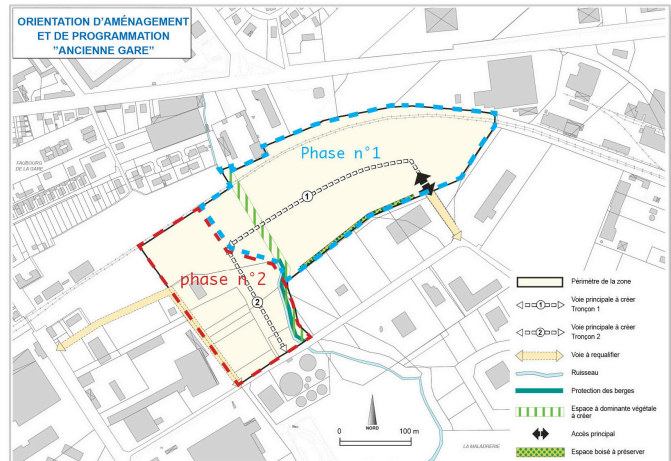 ORIENTATION D'AMÉNAGEMENT
ET DE PROGRAMMATION
"ANCIENNE GARE"
Phase n°1
FAUBOURG
DE LA GARE
1
phase n°2
2
Périmètre de la zone
1
Voie principale à créer
Tronçon 1
2
Voie principale à créer
Tronçon 2
Voie à requalifier
Ruisseau
Protection des berges
Espace à dominante végétale
à créer
Accès principal
Espace boisé à préserver
NORD
0 100 m
LA MALADRERIE